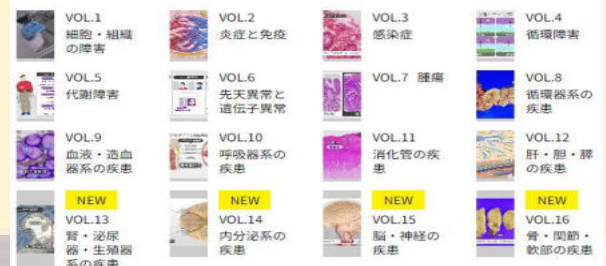 VOL.1
細胞・組織
の障害
VOL.2
炎症と免疫
VOL.3
感染症
VOL.4
循環障害
VOL.5
代謝障害
VOL.6
先天異常と
遺伝子異常
VOL.7 腫瘍
VOL.8
循環器系の
疾患
VOL.9
血液・造血
器系の疾患
VOL.10
呼吸器系の
疾患
VOL.11
消化管の疾
患
VOL.12
肝・胆・膵
の疾患
NEW
VOL.13
腎・泌尿
器・生殖器
系の疾患
NEW
VOL.14
内分泌系の
疾患
NEW
VOL.15
脳・神経の
疾患
NEW
VOL.16
骨・関節・
軟部の疾患